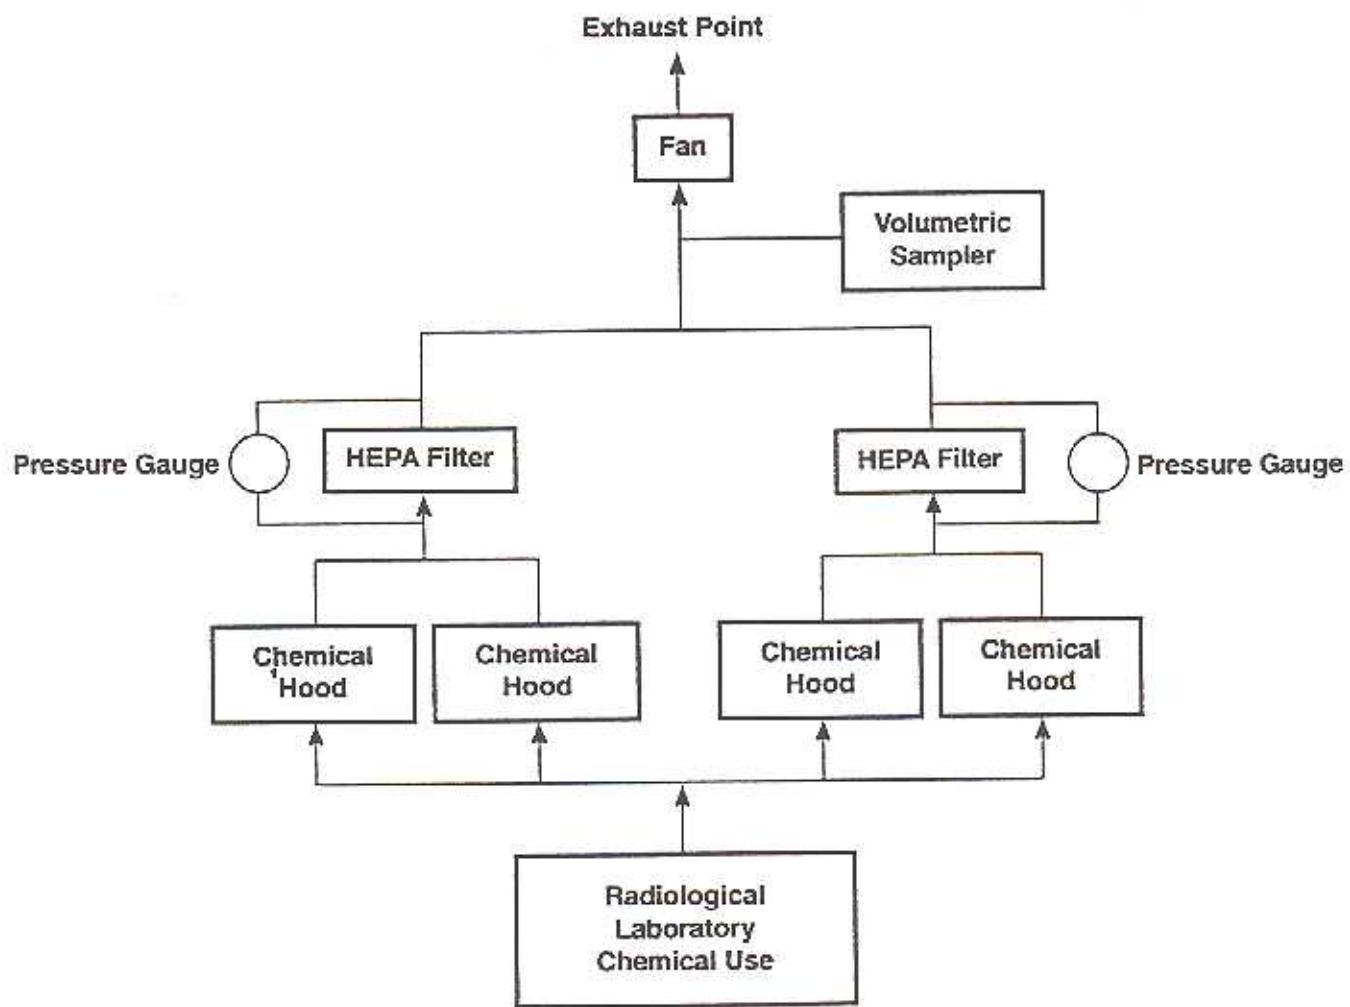 Exhaust Point
Fan
Volumetric
Sampler
Pressure Gauge
HEPA Filter
HEPA Filter
Pressure Gauge
Chemical
Hood
Chemical
Hood
Chemical
Hood
Chemical
Hood
Radiological
Laboratory
Chemical Use